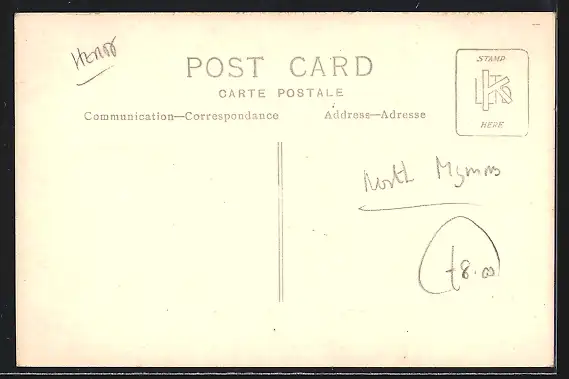 HERTS
POST CARD
CARTE POSTALE
Communication—Correspondance
Address—Adresse
STAMP
HERE
North Mymms
£8.00